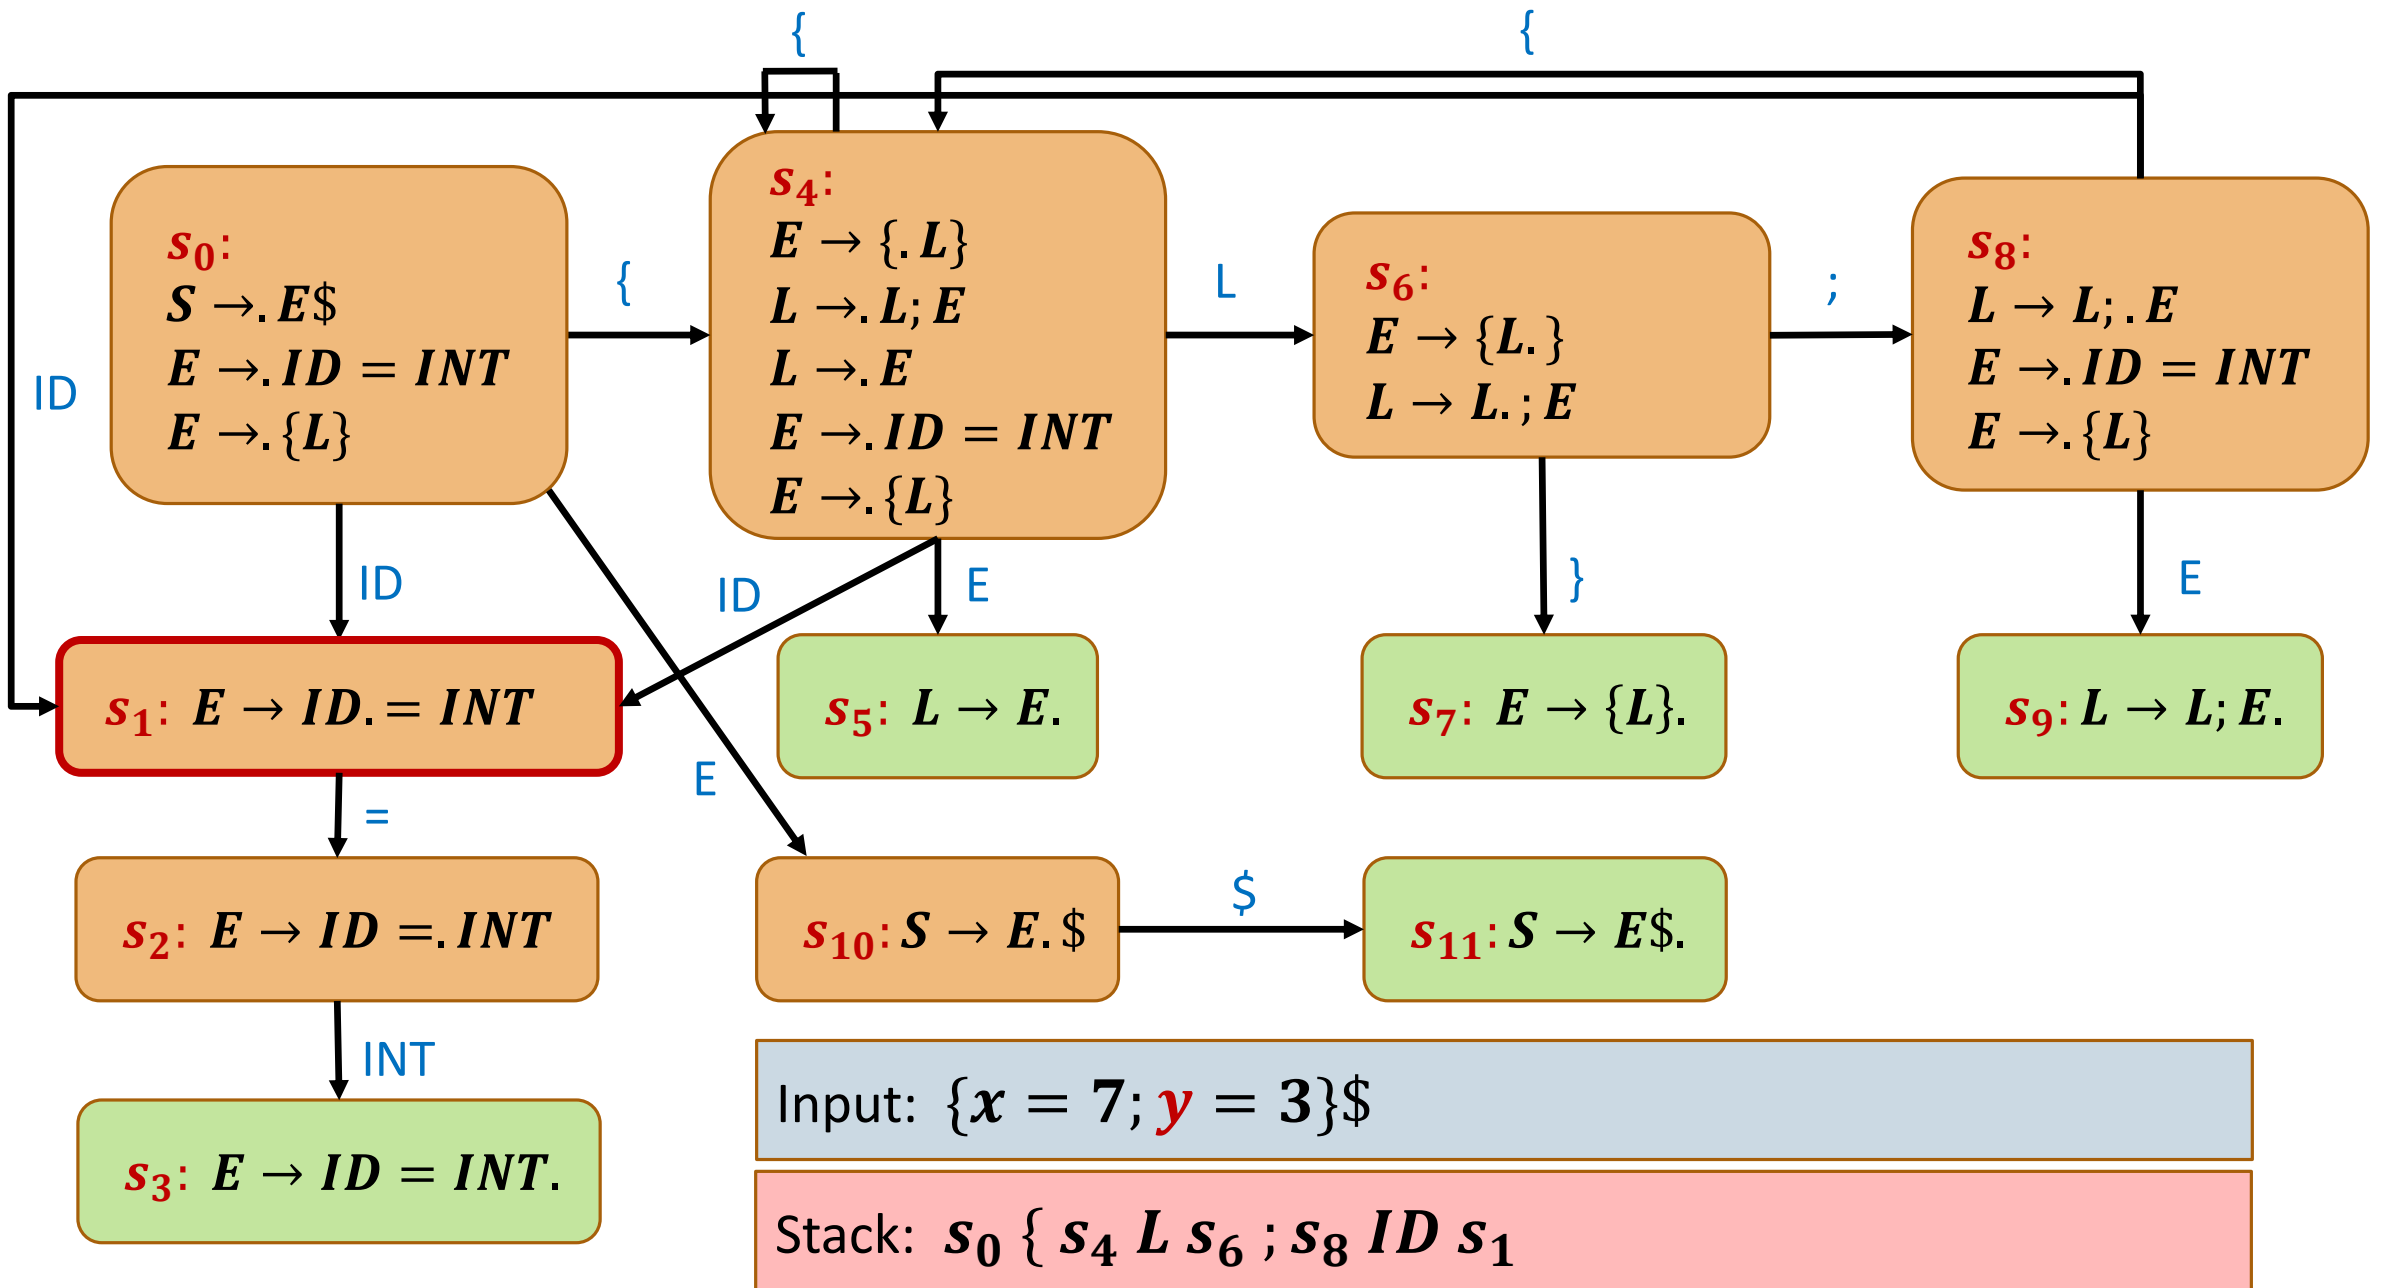 {
{
s0:
S →. E$
E →. ID = INT
E →. {L}
{
s4:
E → {. L}
L →. L; E
L →. E
E →. ID = INT
E →. {L}
L
s6:
E → {L. }
L → L. ; E
;
s8:
L → L; . E
E →. ID = INT
E →. {L}
ID
ID
ID
E
}
E
s1: E → ID. = INT
s5: L → E.
s7: E → {L}.
s9: L → L; E.
=
E
s2: E → ID =. INT
s10: S → E. $
$
s11: S → E$.
INT
s3: E → ID = INT.
Input: {x = 7; y = 3}$
Stack: s0 { s4 L s6 ; s8 ID s1